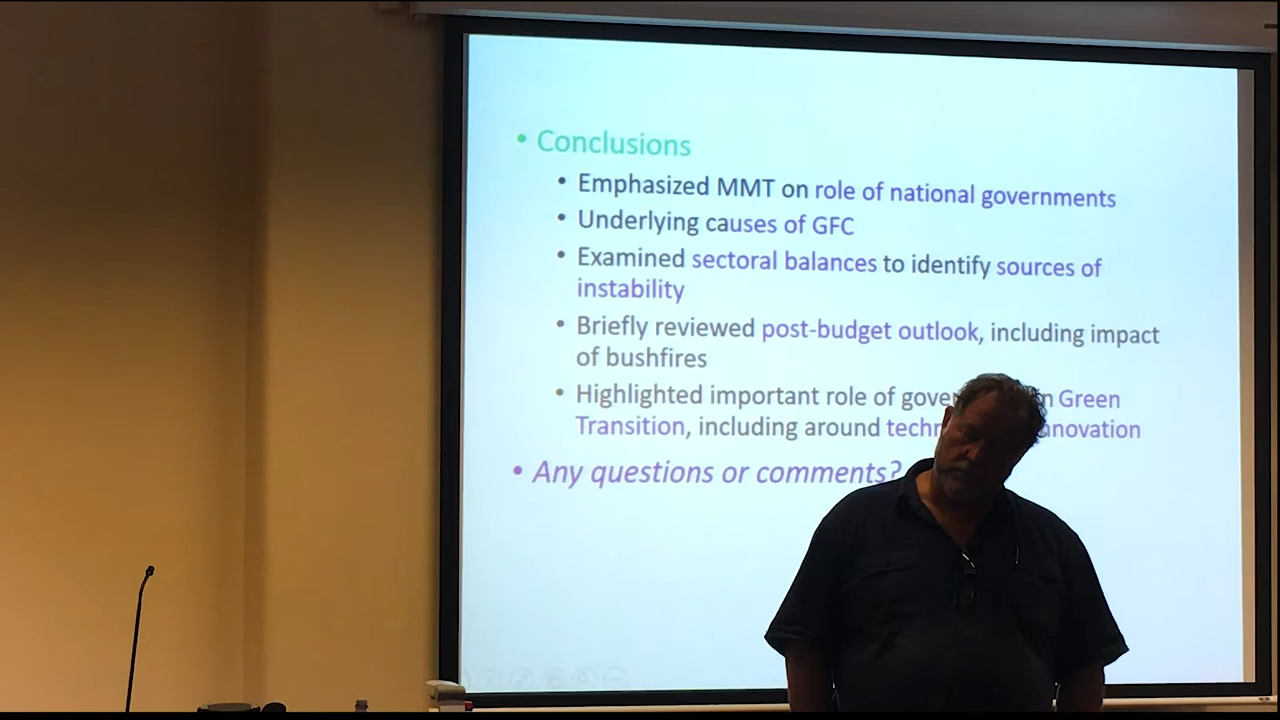 • Conclusions
• Emphasized MMT on role of national governments
• Underlying causes of GFC
• Examined sectoral balances to identify sources of
instability
• Briefly reviewed post-budget outlook, including impact
of bushfires
• Highlighted important role of Green
Transition, including around
• Any questions or comments?